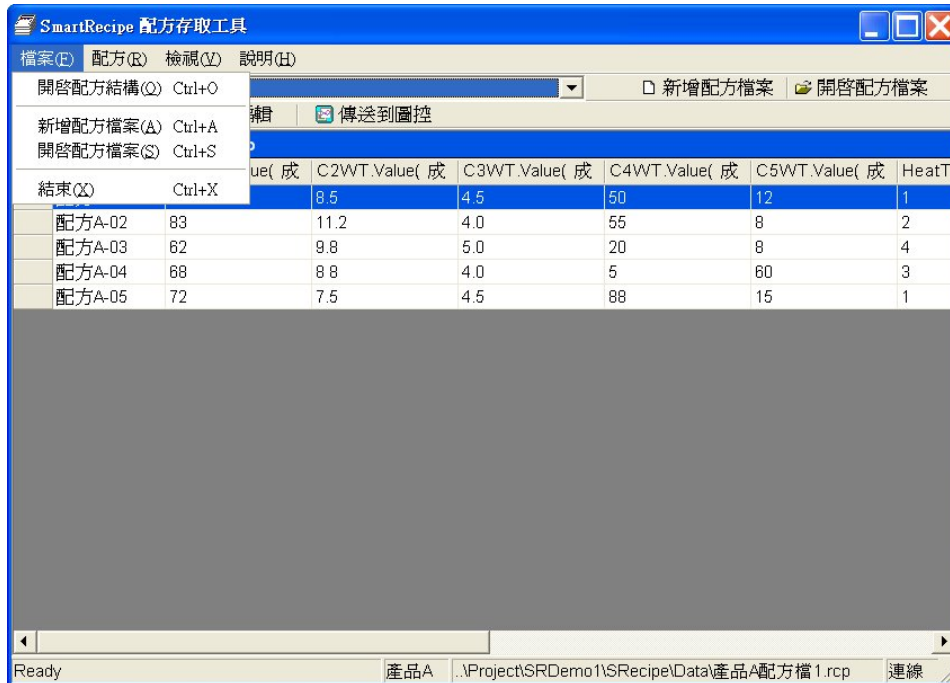 SmartRecipe 配方存取工具
檔案(F) 配方(R) 檢視(V) 說明(H)
開啓配方結構(O) Ctrl+O
新增配方檔案 開啓配方檔案
新增配方檔案(A) Ctrl+A
傳送到圖控
開啓配方檔案(S) Ctrl+S
結束(X) Ctrl+X
ue( 成 C2WT.Value( 成 C3WT.Value( 成 C4WT.Value( 成 C5WT.Value( 成 HeatT
8.5 4.5 50 12 1
配方A-02 83 11.2 4.0 55 8 2
配方A-03 62 9.8 5.0 20 8 4
配方A-04 68 8 8 4.0 5 60 3
配方A-05 72 7.5 4.5 88 15 1
Ready 產品A ..\Project\SRDemo1\SRecipe\Data\產品A配方檔1.rcp 連線